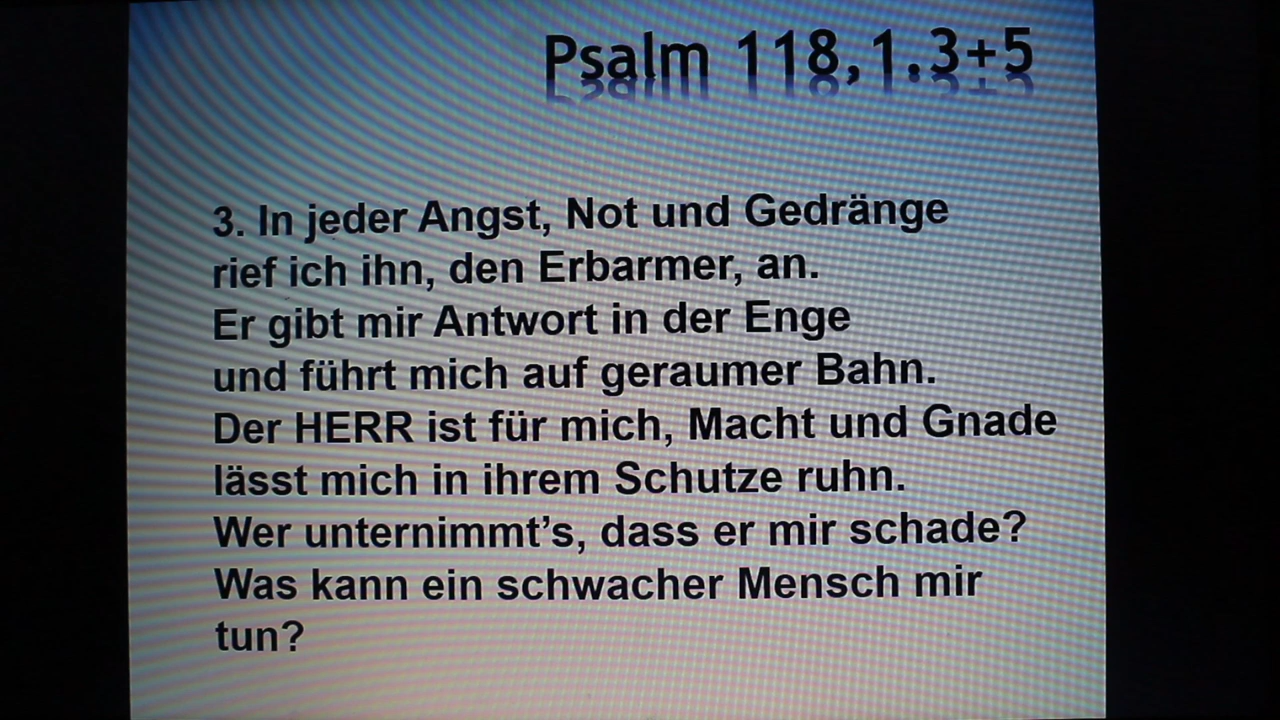 Psalm 118,1.3+5
3. In jeder Angst, Not und Gedränge
rief ich ihn, den Erbarmer, an.
Er gibt mir Antwort in der Enge
und führt mich auf geraumer Bahn.
Der HERR ist für mich, Macht und Gnade
lässt mich in ihrem Schutze ruhn.
Wer unternimmt’s, dass er mir schade?
Was kann ein schwacher Mensch mir
tun?